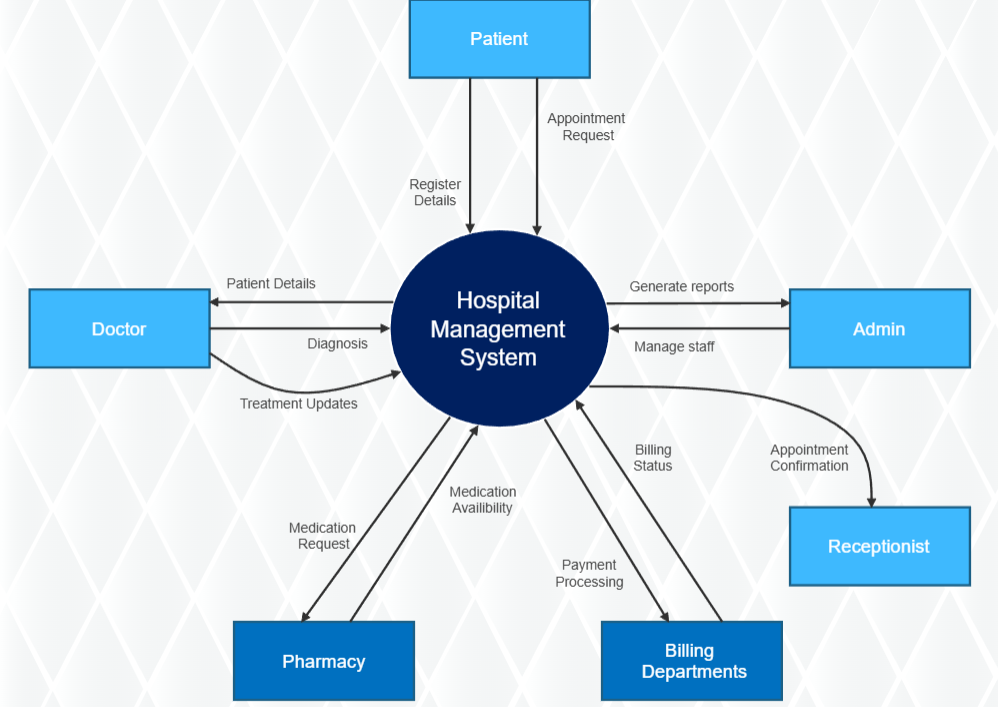 Patient
Appointment
Request
Register
Details
Patient Details
Generate reports
Hospital
Management
System
Doctor
Admin
Diagnosis
Manage staff
Treatment Updates
Billing
Status
Appointment
Confirmation
Medication
Availibility
Medication
Request
Receptionist
Payment
Processing
Pharmacy
Billing
Departments